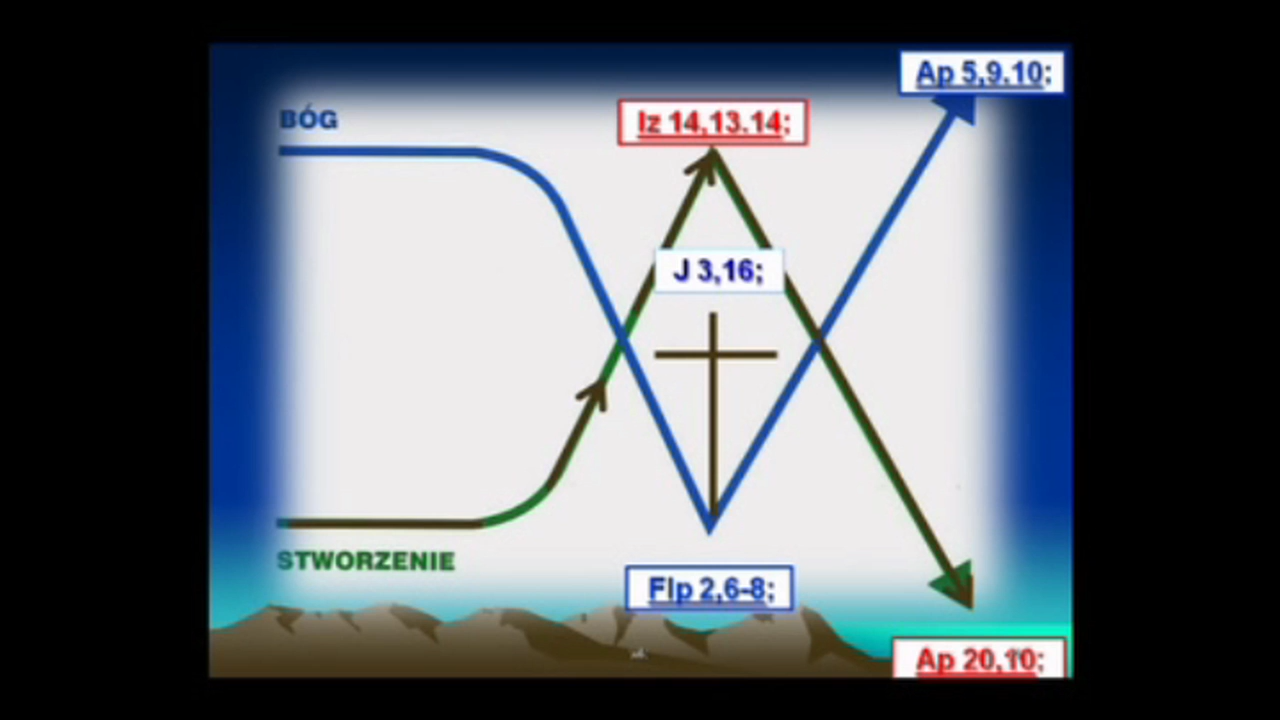 Ap 5,9.10;
BÓG
Iz 14,13.14;
J 3,16;
STWORZENIE
Flp 2,6-8;
Ap 20,10;